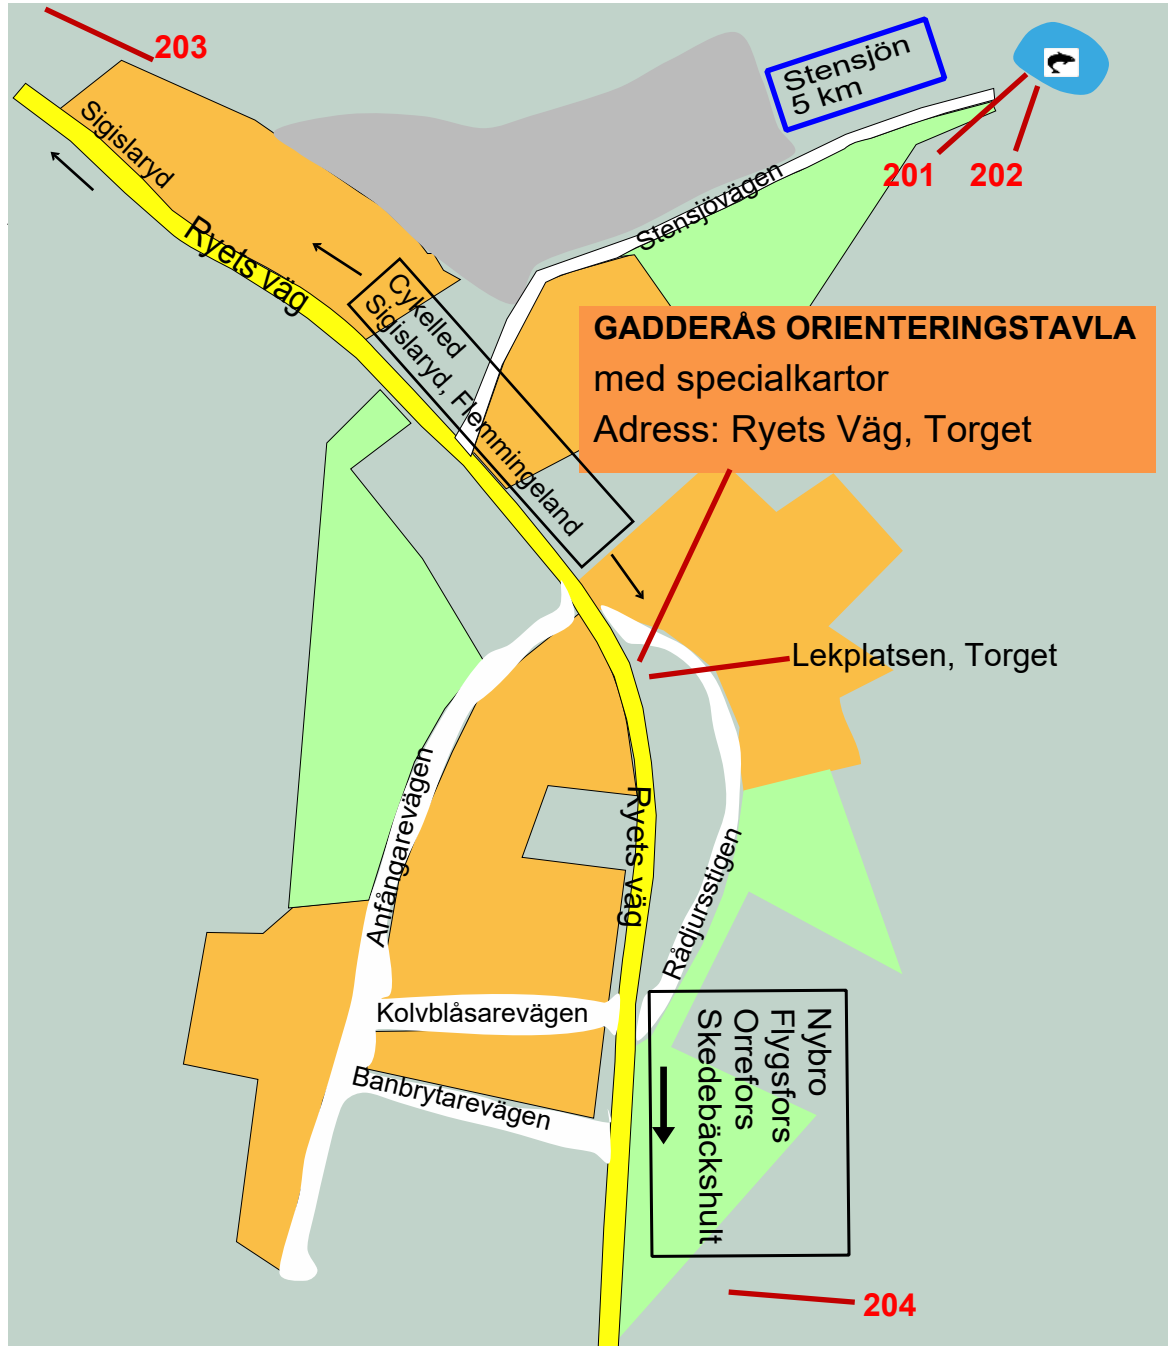 203
Stensjön
5 km
201
202
Sigislaryd
Stensjövägen
Ryets väg
Cykelled
Sigislaryd, Flemmingeland
GADDERÅS ORIENTERINGSTAVLA
med specialkartor
Adress: Ryets Väg, Torget
Lekplatsen, Torget
Anfångarevägen
Ryets väg
Rådjursstigen
Kolvblåsarevägen
Banbrytarevägen
Nybro
Flygsfors
Orrefors
Skedebäckshult
204